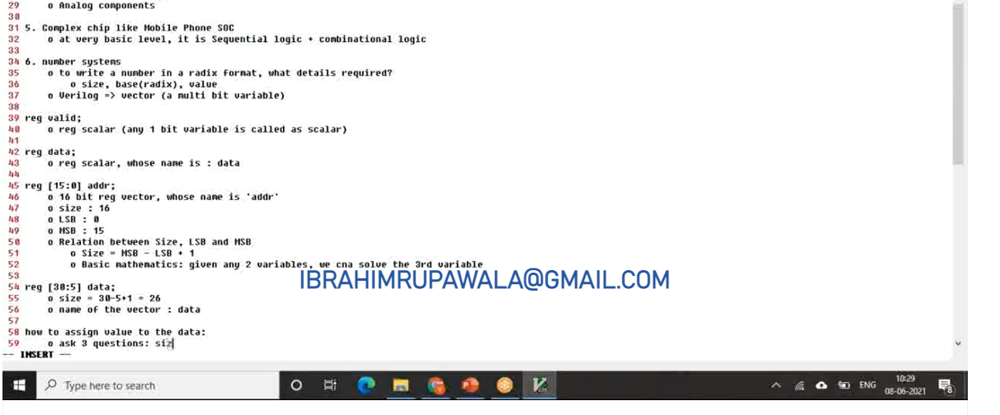 29 o Analog components
30
31 5. Complex chip like Mobile Phone SOC
32 o at very basic level, it is Sequential logic + combinational logic
33
34 6. number systems
35 o to write a number in a radix format, what details required?
36 o size, base(radix), value
37 o Verilog => vector (a multi bit variable)
38
39 reg valid;
40 o reg scalar (any 1 bit variable is called as scalar)
41
42 reg data;
43 o reg scalar, whose name is : data
44
45 reg [15:0] addr;
46 o 16 bit reg vector, whose name is 'addr'
47 o size : 16
48 o LSB : 0
49 o MSB : 15
50 o Relation between Size, LSB and MSB
51 o Size = MSB - LSB + 1
52 o Basic mathematics: given any 2 variables, we cna solve the 3rd variable
IBRAHIMRUPAWALA@GMAIL.COM
53
54 reg [30:5] data;
55 o size = 30-5+1 = 26
56 o name of the vector : data
57
58 how to assign value to the data:
59 o ask 3 questions: siz
-- INSERT --
Type here to search
ENG
10:29
08-06-2021
8